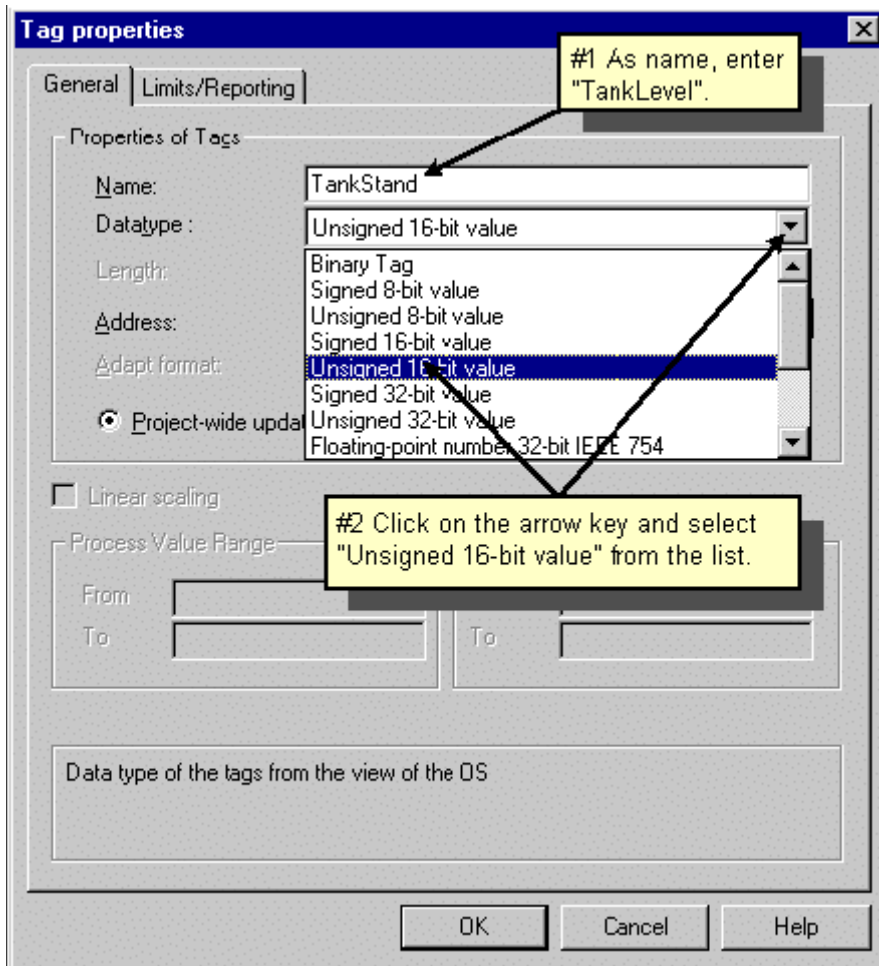 Tag properties
#1 As name, enter
"TankLevel".
General
Limits/Reporting
Properties of Tags
Name:
TankStand
Datatype :
Unsigned 16-bit value
Length:
Binary Tag
Signed 8-bit value
Unsigned 8-bit value
Address:
Signed 16-bit value
Adapt format:
Unsigned 16-bit value
Signed 32-bit value
Project-wide updat
Unsigned 32-bit value
Floating-point number 32-bit IEEE 754
Linear scaling
#2 Click on the arrow key and select
"Unsigned 16-bit value" from the list.
Process Value Range
From
To
To
Data type of the tags from the view of the OS
OK
Cancel
Help